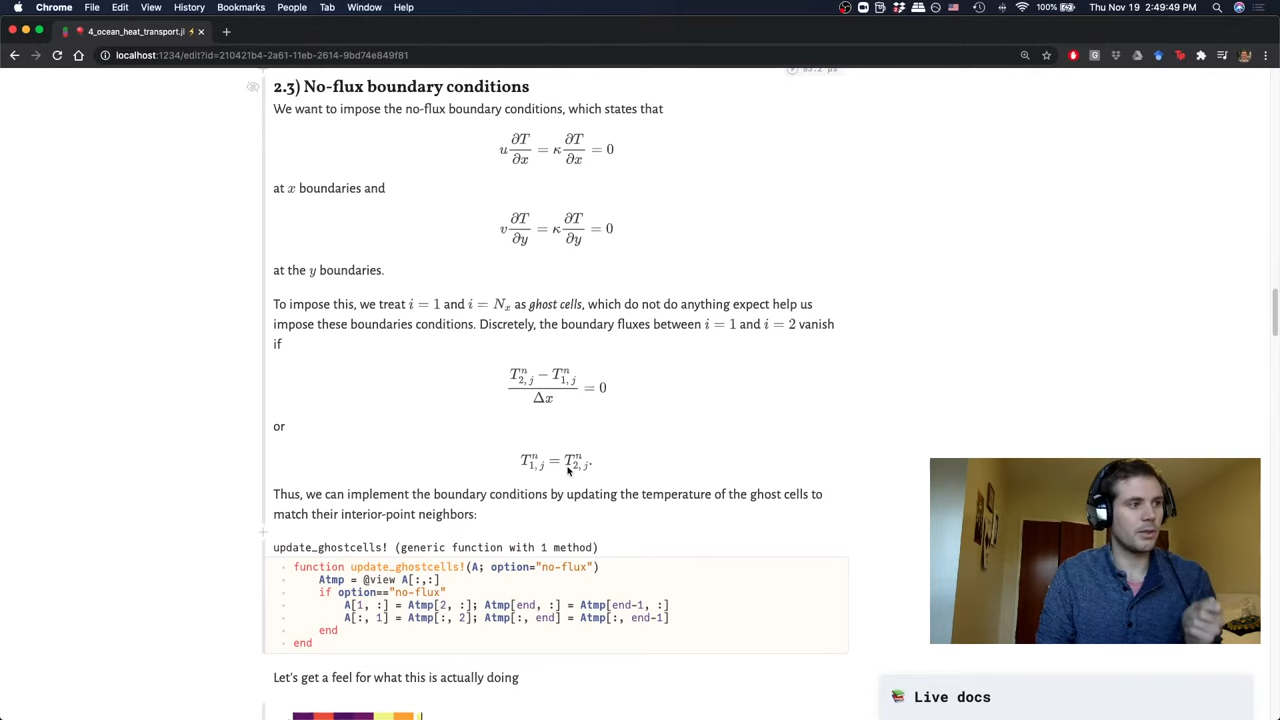 Chrome File Edit View History Bookmarks People Tab Window Help 100% Thu Nov 19 2:49:49 PM
4_ocean_heat_transport.jl
localhost:1234/edit?id=210421b4-2a61-11eb-2614-9bd74e849f81
2.3) No-flux boundary conditions
We want to impose the no-flux boundary conditions, which states that
u ∂T/∂x = κ ∂T/∂x = 0
at x boundaries and
v ∂T/∂y = κ ∂T/∂y = 0
at the y boundaries.
To impose this, we treat i = 1 and i = Nₓ as ghost cells, which do not do anything expect help us
impose these boundaries conditions. Discretely, the boundary fluxes between i = 1 and i = 2 vanish
if
(T^n_{2,j} − T^n_{1,j})/Δx = 0
or
T^n_{1,j} = T^n_{2,j}.
Thus, we can implement the boundary conditions by updating the temperature of the ghost cells to
match their interior-point neighbors:
update_ghostcells! (generic function with 1 method)
function update_ghostcells!(A; option="no-flux")
Atmp = @view A[:,:]
if option=="no-flux"
A[1, :] = Atmp[2, :]; Atmp[end, :] = Atmp[end-1, :]
A[:, 1] = Atmp[:, 2]; Atmp[:, end] = Atmp[:, end-1]
end
end
Let's get a feel for what this is actually doing
Live docs